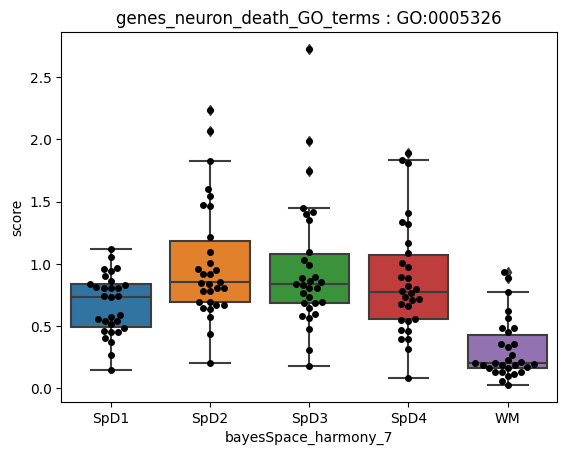 genes_neuron_death_GO_terms : GO:0005326
score
2.5
2.0
1.5
1.0
0.5
0.0
SpD1 SpD2 SpD3 SpD4 WM
bayesSpace_harmony_7